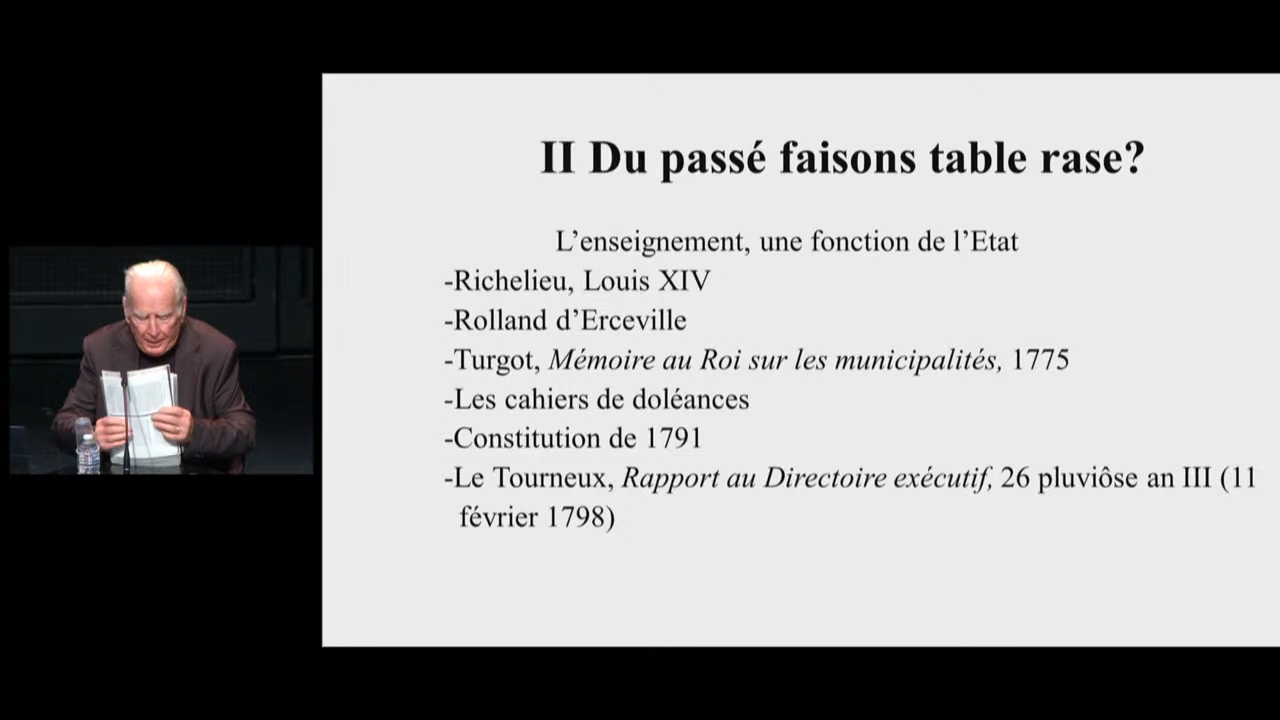 II Du passé faisons table rase?
L’enseignement, une fonction de l’Etat
-Richelieu, Louis XIV
-Rolland d’Erceville
-Turgot, Mémoire au Roi sur les municipalités, 1775
-Les cahiers de doléances
-Constitution de 1791
-Le Tourneux, Rapport au Directoire exécutif, 26 pluviôse an III (11
février 1798)